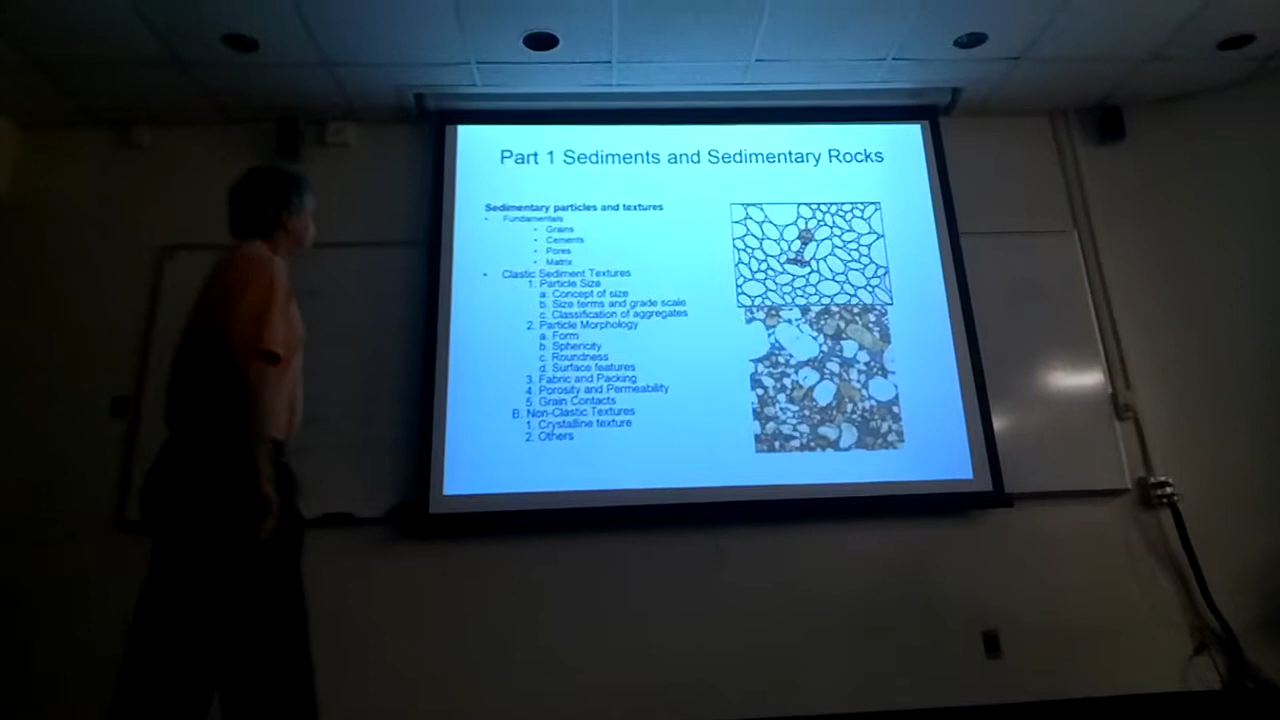 Part 1 Sediments and Sedimentary Rocks
Sedimentary particles and textures
• Fundamentals
• Grains
• Cements
• Pores
• Matrix
• Clastic Sediment Textures
1. Particle Size
a. Concept of size
b. Size terms and grade scale
c. Classification of aggregates
2. Particle Morphology
a. Form
b. Sphericity
c. Roundness
d. Surface features
3. Fabric and Packing
4. Porosity and Permeability
5. Grain Contacts
B. Non-Clastic Textures
1. Crystalline texture
2. Others